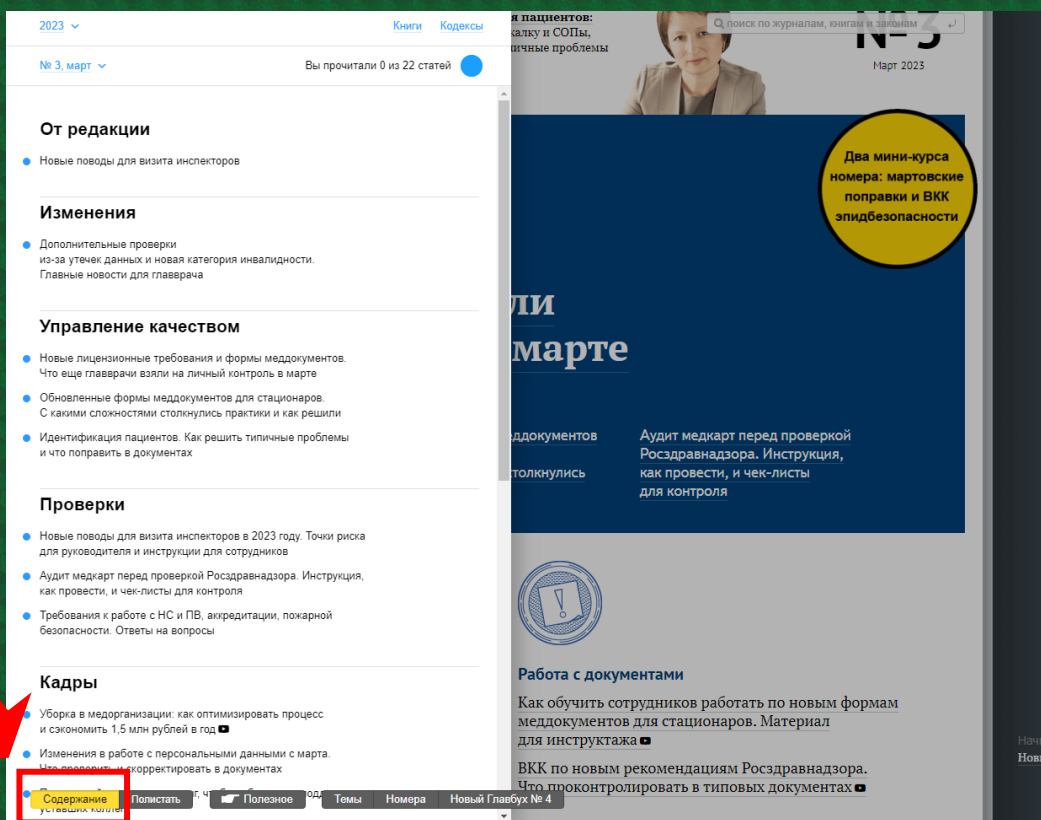 2023
Книги Кодексы
№ 3, март
Вы прочитали 0 из 22 статей
От редакции
Новые поводы для визита инспекторов
Изменения
Дополнительные проверки
из-за утечек данных и новая категория инвалидности.
Главные новости для главврача
Управление качеством
Новые лицензионные требования и формы меддокументов.
Что еще главврачи взяли на личный контроль в марте
Обновленные формы меддокументов для стационаров.
С какими сложностями столкнулись практики и как решили
Идентификация пациентов. Как решить типичные проблемы
и что поправить в документах
Проверки
Новые поводы для визита инспекторов в 2023 году. Точки риска
для руководителя и инструкции для сотрудников
Аудит медкарт перед проверкой Росздравнадзора. Инструкция,
как провести, и чек-листы для контроля
Требования к работе с НС и ПВ, аккредитации, пожарной
безопасности. Ответы на вопросы
Кадры
Уборка в медорганизации: как оптимизировать процесс
и сэкономить 1,5 млн рублей в год
Изменения в работе с персональными данными с марта.
Что проверить и скорректировать в документах
уставших коллег
Содержание
Полистать
Полезное
Темы
Номера
Новый Главбух № 4
я пациентов:
калку и СОПы,
ичные проблемы
поиск по журналам, книгам и законам
№ 3
Март 2023
Два мини-курса
номера: мартовские
поправки и ВКК
эпидбезопасности
ли
марте
еддокументов
толкнулись
Аудит медкарт перед проверкой
Росздравнадзора. Инструкция,
как провести, и чек-листы
для контроля
Работа с документами
Как обучить сотрудников работать по новым формам
меддокументов для стационаров. Материал
для инструктажа
ВКК по новым рекомендациям Росздравнадзора.
Что проконтролировать в типовых документах